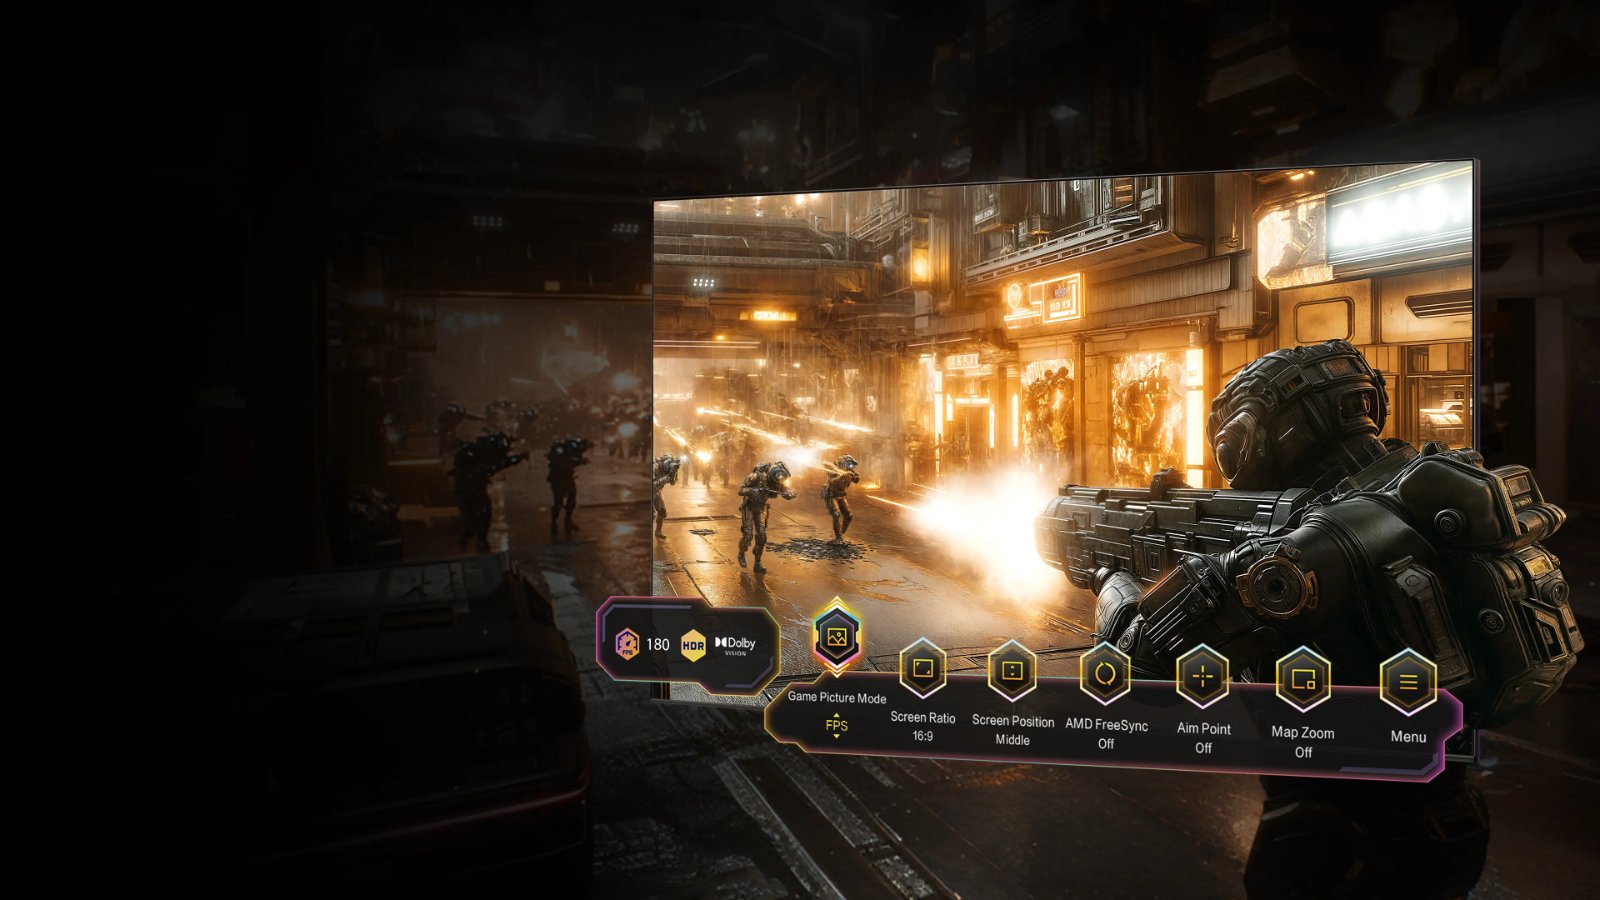 FPS
180
HDR
Dolby
VISION
Game Picture Mode
FPS
Screen Ratio
16:9
Screen Position
Middle
AMD FreeSync
Off
Aim Point
Off
Map Zoom
Off
Menu